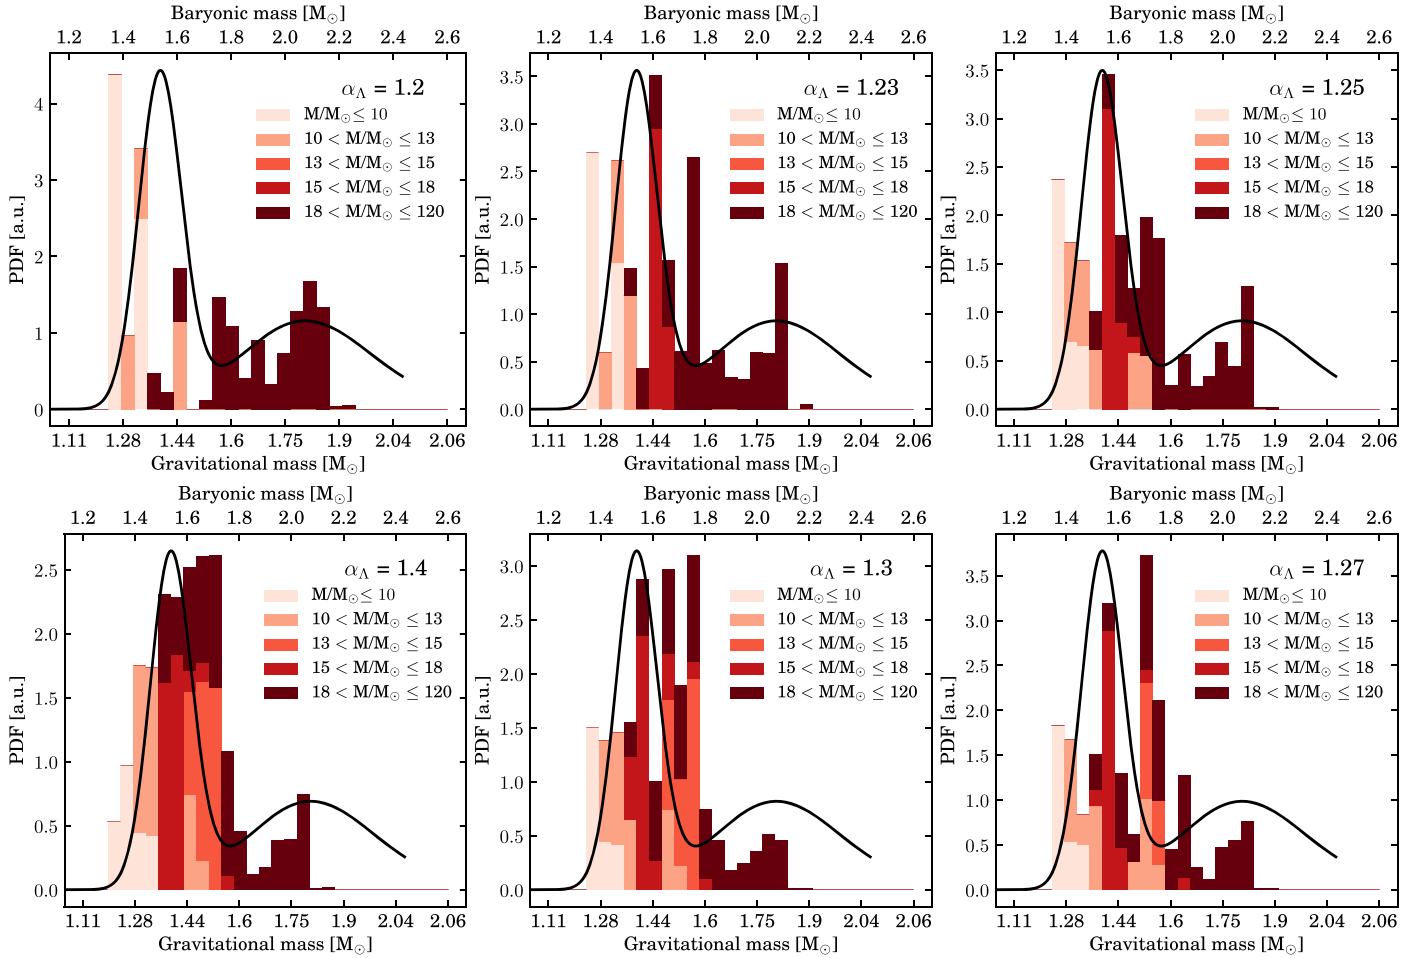 Baryonic mass [M☉]
1.2 1.4 1.6 1.8 2.0 2.2 2.4 2.6
α_Λ = 1.2
M/M☉ ≤ 10
10 < M/M☉ ≤ 13
13 < M/M☉ ≤ 15
15 < M/M☉ ≤ 18
18 < M/M☉ ≤ 120
PDF [a.u.]
4
3
2
1
0
1.11 1.28 1.44 1.6 1.75 1.9 2.04 2.06
Gravitational mass [M☉]
Baryonic mass [M☉]
1.2 1.4 1.6 1.8 2.0 2.2 2.4 2.6
α_Λ = 1.23
M/M☉ ≤ 10
10 < M/M☉ ≤ 13
13 < M/M☉ ≤ 15
15 < M/M☉ ≤ 18
18 < M/M☉ ≤ 120
PDF [a.u.]
3.5
3.0
2.5
2.0
1.5
1.0
0.5
0.0
1.11 1.28 1.44 1.6 1.75 1.9 2.04 2.06
Gravitational mass [M☉]
Baryonic mass [M☉]
1.2 1.4 1.6 1.8 2.0 2.2 2.4 2.6
α_Λ = 1.25
M/M☉ ≤ 10
10 < M/M☉ ≤ 13
13 < M/M☉ ≤ 15
15 < M/M☉ ≤ 18
18 < M/M☉ ≤ 120
PDF [a.u.]
3.5
3.0
2.5
2.0
1.5
1.0
0.5
0.0
1.11 1.28 1.44 1.6 1.75 1.9 2.04 2.06
Gravitational mass [M☉]
Baryonic mass [M☉]
1.2 1.4 1.6 1.8 2.0 2.2 2.4 2.6
α_Λ = 1.4
M/M☉ ≤ 10
10 < M/M☉ ≤ 13
13 < M/M☉ ≤ 15
15 < M/M☉ ≤ 18
18 < M/M☉ ≤ 120
PDF [a.u.]
2.5
2.0
1.5
1.0
0.5
0.0
1.11 1.28 1.44 1.6 1.75 1.9 2.04 2.06
Gravitational mass [M☉]
Baryonic mass [M☉]
1.2 1.4 1.6 1.8 2.0 2.2 2.4 2.6
α_Λ = 1.3
M/M☉ ≤ 10
10 < M/M☉ ≤ 13
13 < M/M☉ ≤ 15
15 < M/M☉ ≤ 18
18 < M/M☉ ≤ 120
PDF [a.u.]
3.0
2.5
2.0
1.5
1.0
0.5
0.0
1.11 1.28 1.44 1.6 1.75 1.9 2.04 2.06
Gravitational mass [M☉]
Baryonic mass [M☉]
1.2 1.4 1.6 1.8 2.0 2.2 2.4 2.6
α_Λ = 1.27
M/M☉ ≤ 10
10 < M/M☉ ≤ 13
13 < M/M☉ ≤ 15
15 < M/M☉ ≤ 18
18 < M/M☉ ≤ 120
PDF [a.u.]
3.5
3.0
2.5
2.0
1.5
1.0
0.5
0.0
1.11 1.28 1.44 1.6 1.75 1.9 2.04 2.06
Gravitational mass [M☉]